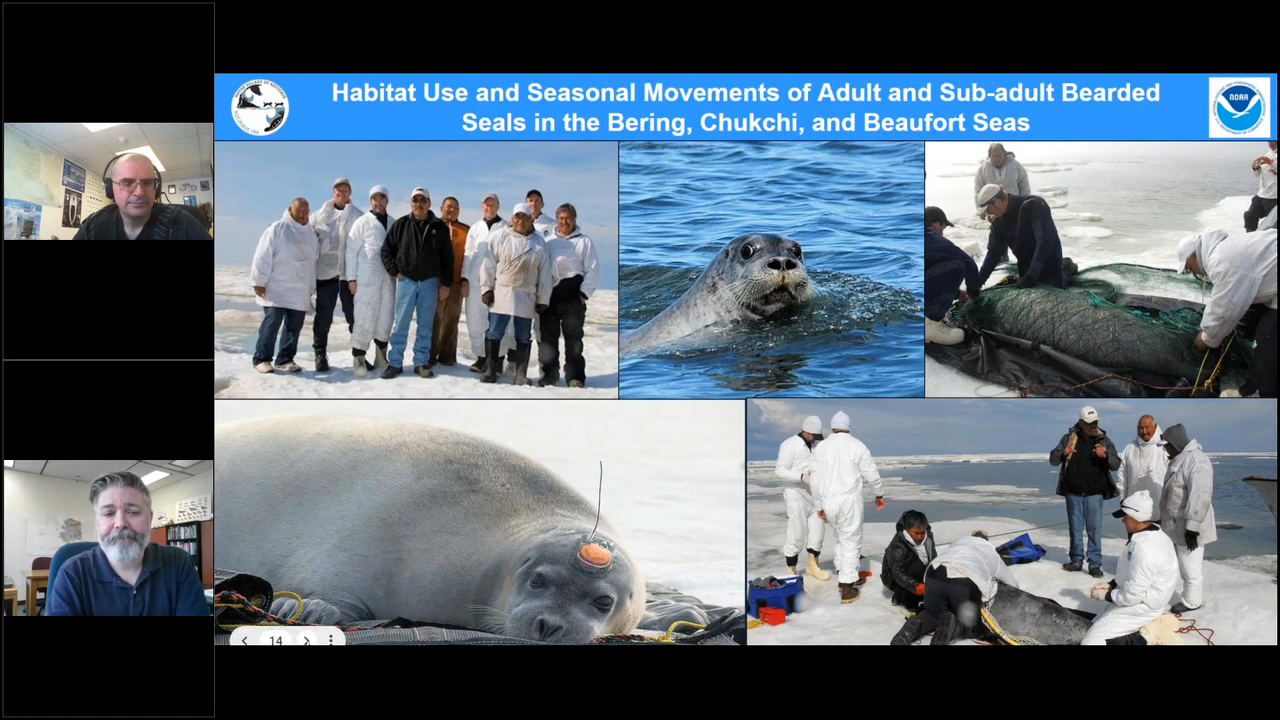 Habitat Use and Seasonal Movements of Adult and Sub-adult Bearded
Seals in the Bering, Chukchi, and Beaufort Seas
NOAA
14